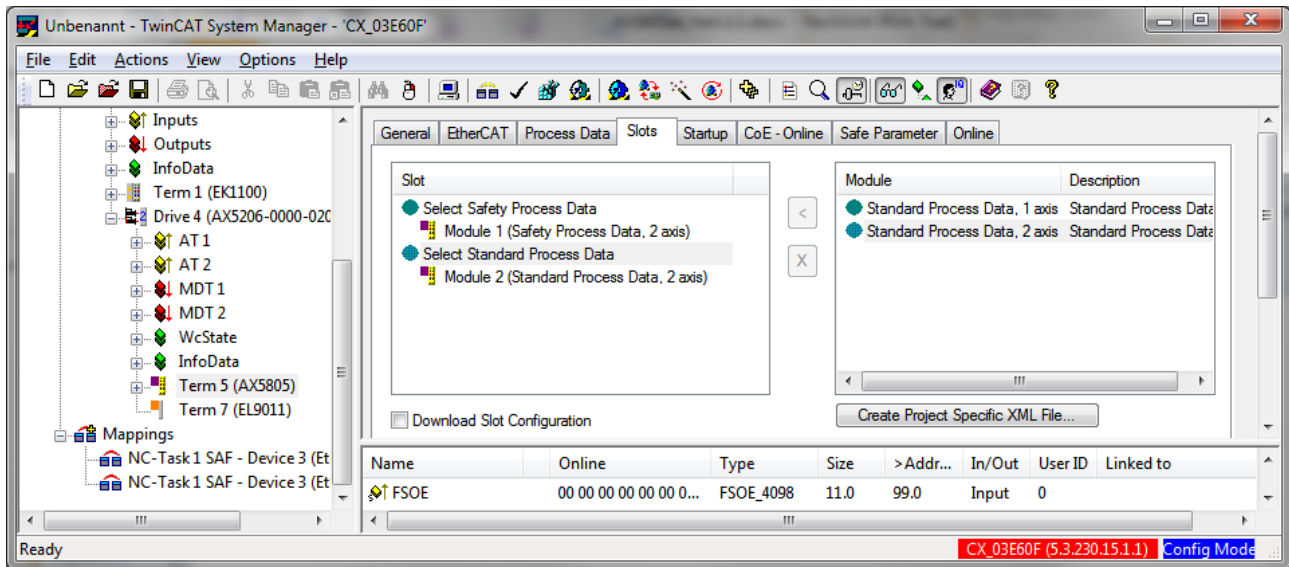 Unbenannt - TwinCAT System Manager - 'CX_03E60F'
File Edit Actions View Options Help
Inputs
Outputs
InfoData
Term 1 (EK1100)
Drive 4 (AX5206-0000-020
AT 1
AT 2
MDT 1
MDT 2
WcState
InfoData
Term 5 (AX5805)
Term 7 (EL9011)
Mappings
NC-Task 1 SAF - Device 3 (Et
NC-Task 1 SAF - Device 3 (Et
General EtherCAT Process Data Slots Startup CoE - Online Safe Parameter Online
Slot
Select Safety Process Data
Module 1 (Safety Process Data, 2 axis)
Select Standard Process Data
Module 2 (Standard Process Data, 2 axis)
<
X
Module Description
Standard Process Data, 1 axis Standard Process Data
Standard Process Data, 2 axis Standard Process Data
Download Slot Configuration
Create Project Specific XML File...
Name Online Type Size >Addr... In/Out User ID Linked to
FSOE 00 00 00 00 00 00 0... FSOE_4098 11.0 99.0 Input 0
Ready
CX_03E60F (5.3.230.15.1.1) Config Mode